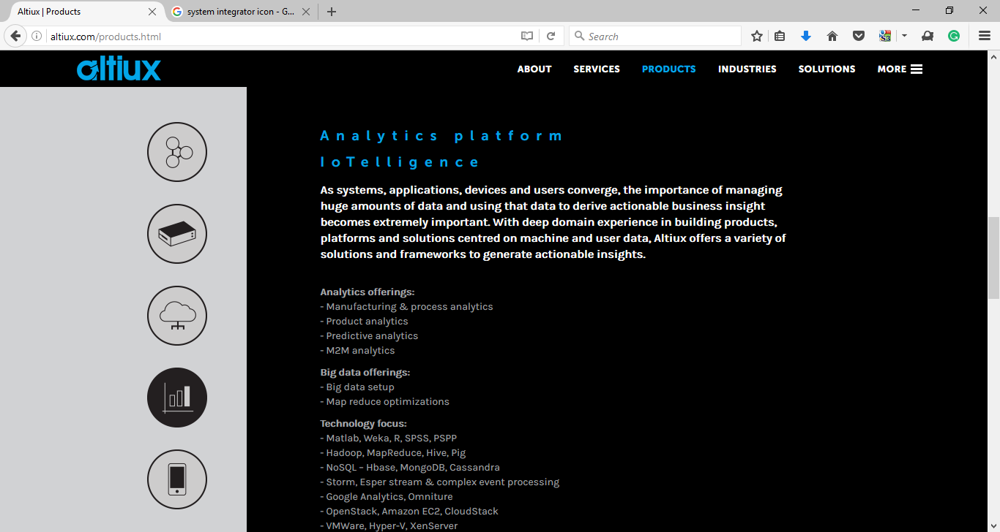 Altiux | Products
system integrator icon - G...
altiux.com/products.html
Search
S3
G
altiux
ABOUT SERVICES PRODUCTS INDUSTRIES SOLUTIONS MORE
Analytics platform
IoTelligence
As systems, applications, devices and users converge, the importance of managing
huge amounts of data and using that data to derive actionable business insight
becomes extremely important. With deep domain experience in building products,
platforms and solutions centred on machine and user data, Altiux offers a variety of
solutions and frameworks to generate actionable insights.
Analytics offerings:
- Manufacturing & process analytics
- Product analytics
- Predictive analytics
- M2M analytics
Big data offerings:
- Big data setup
- Map reduce optimizations
Technology focus:
- Matlab, Weka, R, SPSS, PSPP
- Hadoop, MapReduce, Hive, Pig
- NoSQL – Hbase, MongoDB, Cassandra
- Storm, Esper stream & complex event processing
- Google Analytics, Omniture
- OpenStack, Amazon EC2, CloudStack
- VMWare, Hyper-V, XenServer